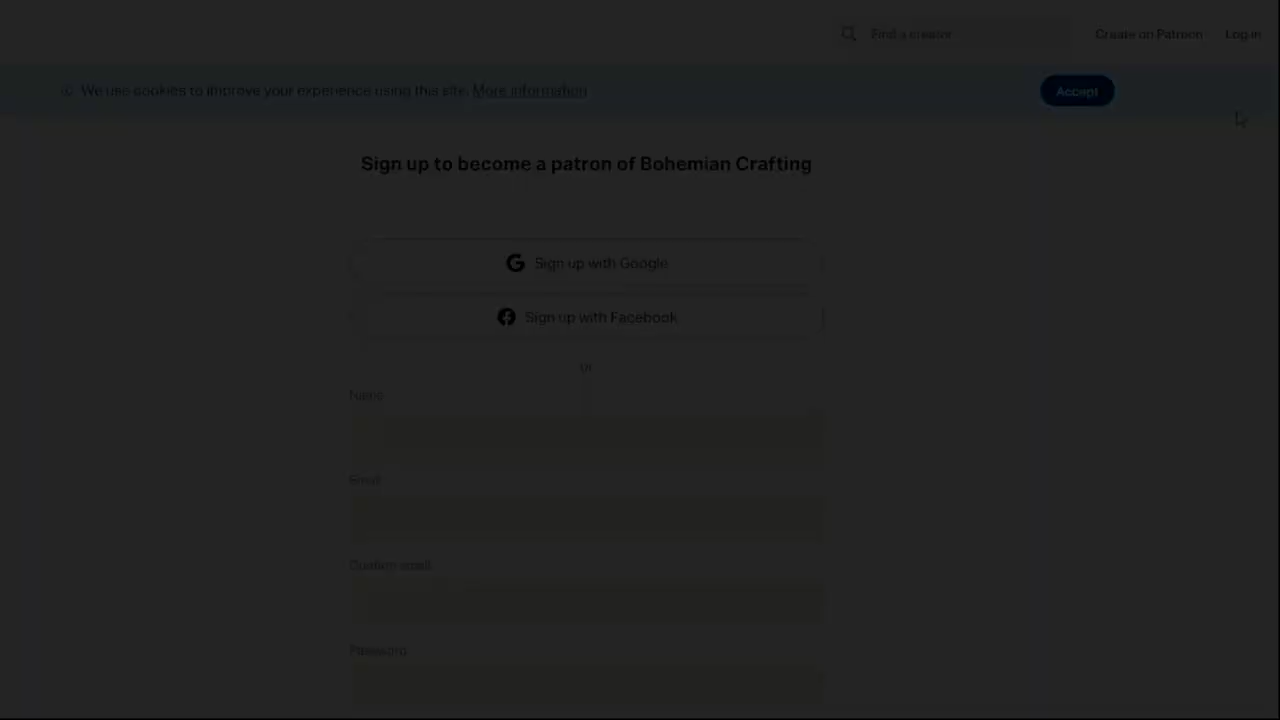 Find a creator
Create on Patreon
Log in
We use cookies to improve your experience using this site. More information
Accept
Sign up to become a patron of Bohemian Crafting
Sign up with Google
Sign up with Facebook
or
Name
Email
Confirm email
Password